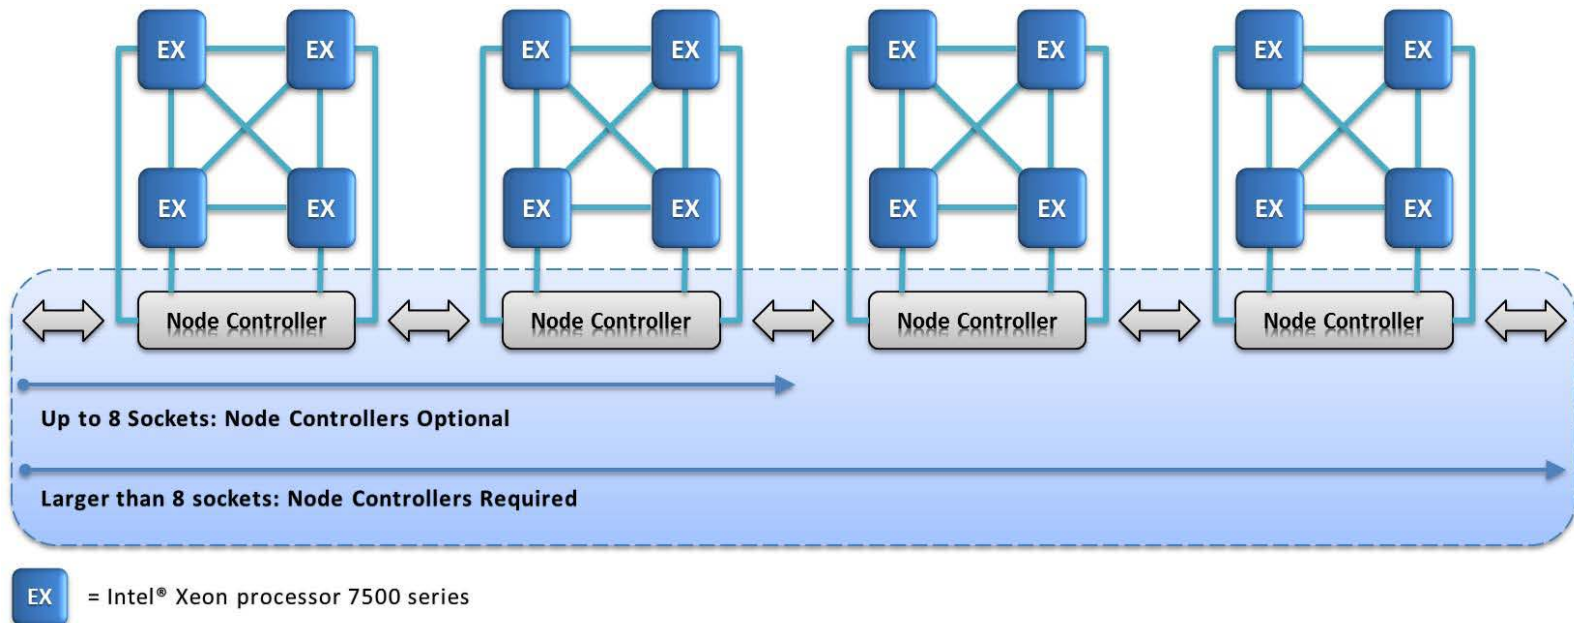 EX EX EX EX EX EX EX EX
EX EX EX EX EX EX EX EX
Node Controller Node Controller Node Controller Node Controller
Up to 8 Sockets: Node Controllers Optional
Larger than 8 sockets: Node Controllers Required
EX = Intel® Xeon processor 7500 series